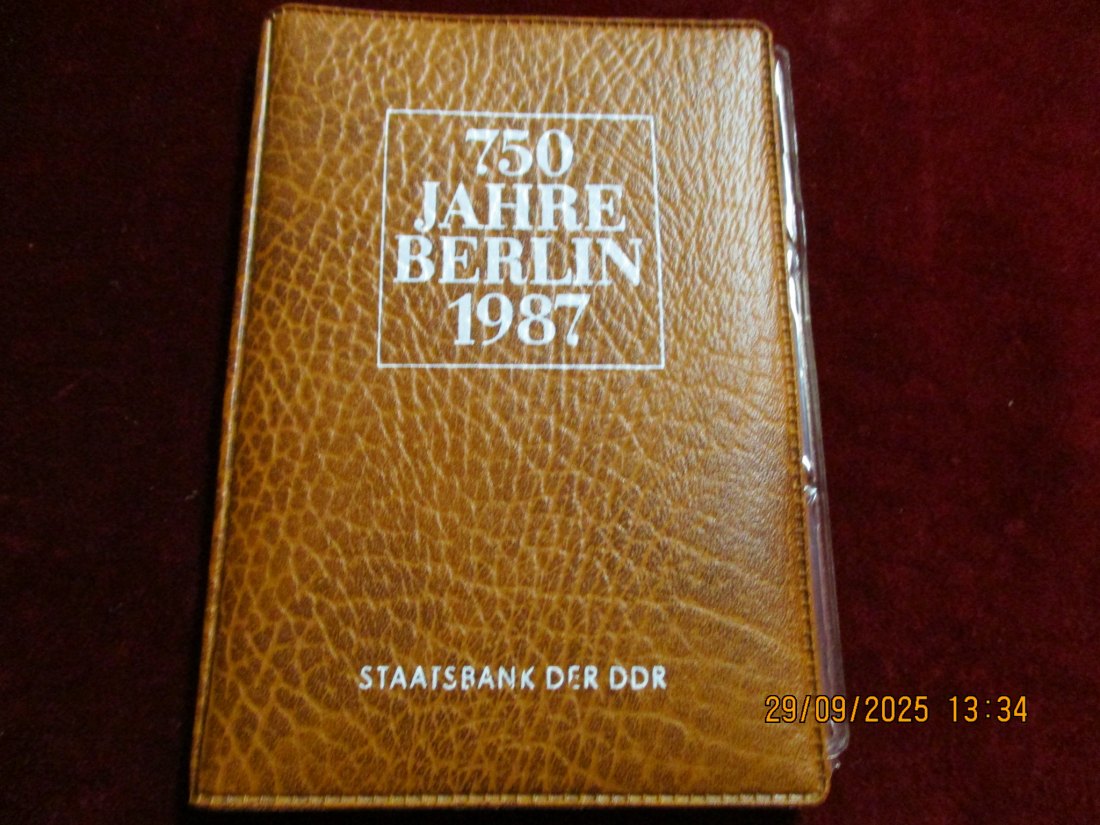 750
JAHRE
BERLIN
1987
STAATSBANK DER DDR
29/09/2025 13:34